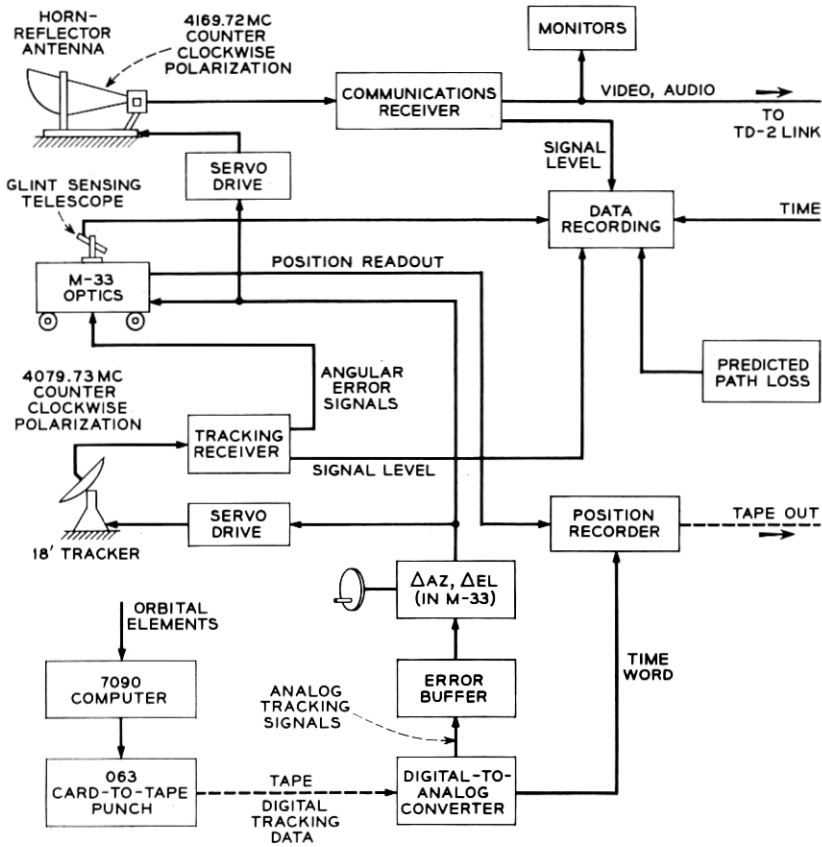 HORN-
REFLECTOR
ANTENNA
4169.72 MC
COUNTER
CLOCKWISE
POLARIZATION
MONITORS
COMMUNICATIONS
RECEIVER
VIDEO, AUDIO
TO
TD-2 LINK
SIGNAL
LEVEL
SERVO
DRIVE
GLINT SENSING
TELESCOPE
DATA
RECORDING
TIME
POSITION READOUT
M-33
OPTICS
ANGULAR
ERROR
SIGNALS
PREDICTED
PATH LOSS
4079.73 MC
COUNTER
CLOCKWISE
POLARIZATION
TRACKING
RECEIVER
SIGNAL LEVEL
SERVO
DRIVE
18' TRACKER
POSITION
RECORDER
TAPE OUT
ΔAZ, ΔEL
(IN M-33)
ORBITAL
ELEMENTS
TIME
WORD
7090
COMPUTER
ERROR
BUFFER
ANALOG
TRACKING
SIGNALS
063
CARD-TO-TAPE
PUNCH
TAPE
DIGITAL
TRACKING
DATA
DIGITAL-TO-
ANALOG
CONVERTER